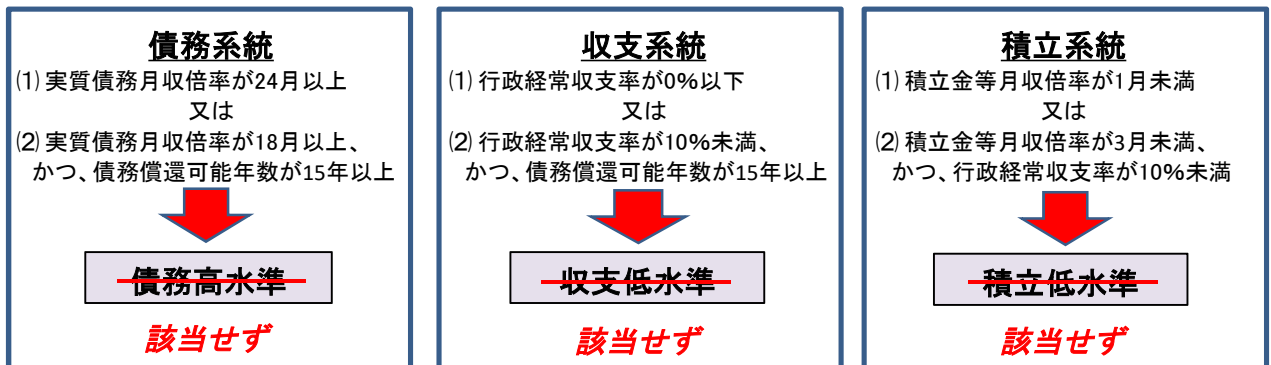 債務系統
⑴ 実質債務月収倍率が24月以上
又は
⑵ 実質債務月収倍率が18月以上、
かつ、債務償還可能年数が15年以上
債務高水準
該当せず
収支系統
⑴ 行政経常収支率が0%以下
又は
⑵ 行政経常収支率が10%未満、
かつ、債務償還可能年数が15年以上
収支低水準
該当せず
積立系統
⑴ 積立金等月収倍率が1月未満
又は
⑵ 積立金等月収倍率が3月未満、
かつ、行政経常収支率が10%未満
積立低水準
該当せず